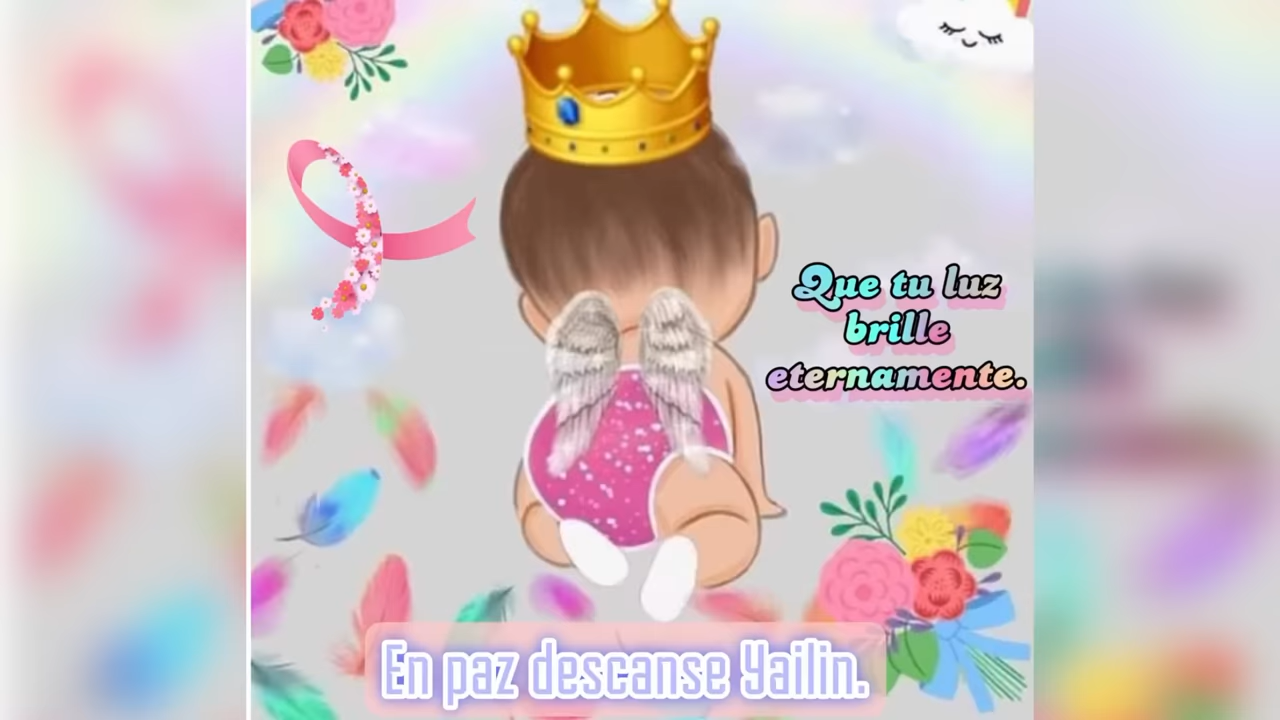 Que tu luz
brille
eternamente.
En paz descanse Yailin.